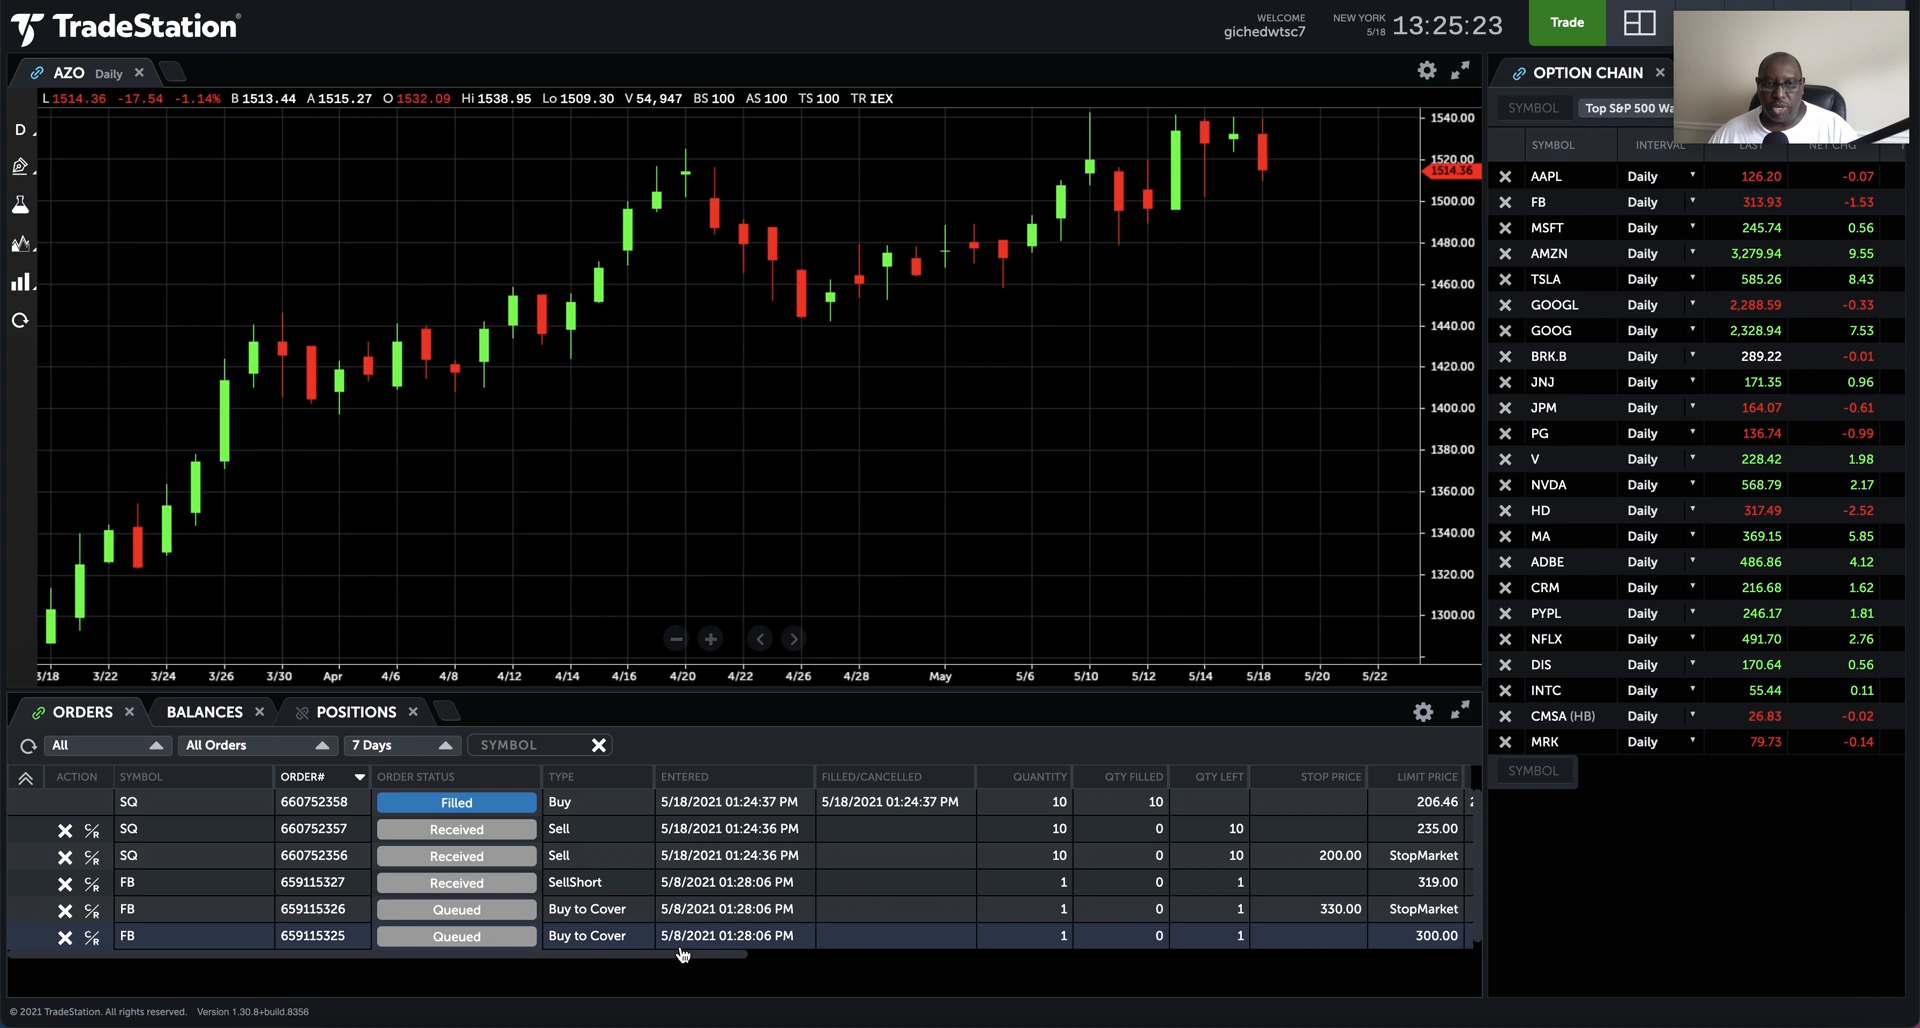 TradeStation®
WELCOME
gichedwtsc7
NEW YORK
5/18
13:25:23
Trade
AZO Daily
L 1514.36 -17.54 -1.14% B 1513.44 A 1515.27 O 1532.09 Hi 1538.95 Lo 1509.30 V 54,947 BS 100 AS 100 TS 100 TR IEX
D
1540.00
1520.00
1514.36
1500.00
1480.00
1460.00
1440.00
1420.00
1400.00
1380.00
1360.00
1340.00
1320.00
1300.00
3/18 3/22 3/24 3/26 3/30 Apr 4/6 4/8 4/12 4/14 4/16 4/20 4/22 4/26 4/28 May 5/6 5/10 5/12 5/14 5/18 5/20 5/22
ORDERS BALANCES POSITIONS
All All Orders 7 Days SYMBOL
ACTION SYMBOL ORDER# ORDER STATUS TYPE ENTERED FILLED/CANCELLED QUANTITY QTY FILLED QTY LEFT STOP PRICE LIMIT PRICE
SQ 660752358 Filled Buy 5/18/2021 01:24:37 PM 5/18/2021 01:24:37 PM 10 10 206.46
C/R SQ 660752357 Received Sell 5/18/2021 01:24:36 PM 10 0 10 235.00
C/R SQ 660752356 Received Sell 5/18/2021 01:24:36 PM 10 0 10 200.00 StopMarket
C/R FB 659115327 Received SellShort 5/8/2021 01:28:06 PM 1 0 1 319.00
C/R FB 659115326 Queued Buy to Cover 5/8/2021 01:28:06 PM 1 0 1 330.00 StopMarket
C/R FB 659115325 Queued Buy to Cover 5/8/2021 01:28:06 PM 1 0 1 300.00
© 2021 TradeStation. All rights reserved. Version 1.30.8+build.8356
OPTION CHAIN
SYMBOL Top S&P 500 Wa
SYMBOL INTERVAL LAST NET CHG
AAPL Daily 126.20 -0.07
FB Daily 313.93 -1.53
MSFT Daily 245.74 0.56
AMZN Daily 3,279.94 9.55
TSLA Daily 585.26 8.43
GOOGL Daily 2,288.59 -0.33
GOOG Daily 2,328.94 7.53
BRK.B Daily 289.22 -0.01
JNJ Daily 171.35 0.96
JPM Daily 164.07 -0.61
PG Daily 136.74 -0.99
V Daily 228.42 1.98
NVDA Daily 568.79 2.17
HD Daily 317.49 -2.52
MA Daily 369.15 5.85
ADBE Daily 486.86 4.12
CRM Daily 216.68 1.62
PYPL Daily 246.17 1.81
NFLX Daily 491.70 2.76
DIS Daily 170.64 0.56
INTC Daily 55.44 0.11
CMSA (HB) Daily 26.83 -0.02
MRK Daily 79.73 -0.14
SYMBOL